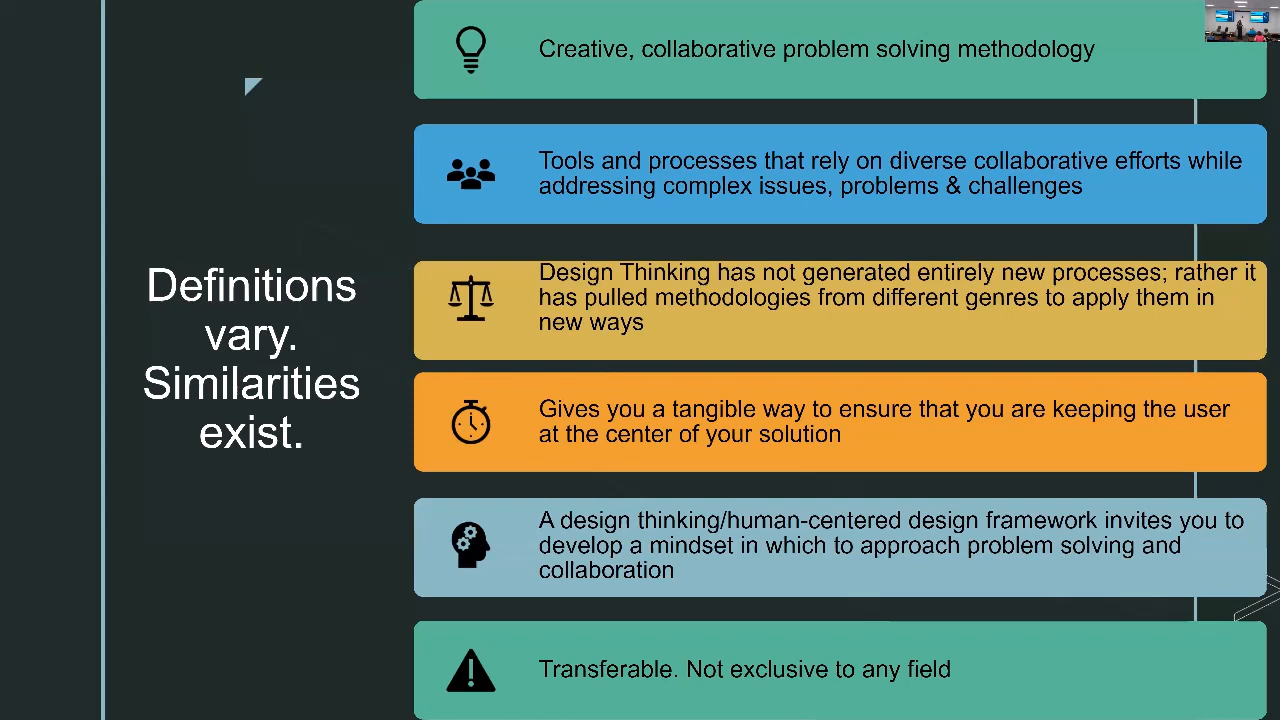 Definitions
vary.
Similarities
exist.
Creative, collaborative problem solving methodology
Tools and processes that rely on diverse collaborative efforts while
addressing complex issues, problems & challenges
Design Thinking has not generated entirely new processes; rather it
has pulled methodologies from different genres to apply them in
new ways
Gives you a tangible way to ensure that you are keeping the user
at the center of your solution
A design thinking/human-centered design framework invites you to
develop a mindset in which to approach problem solving and
collaboration
Transferable. Not exclusive to any field